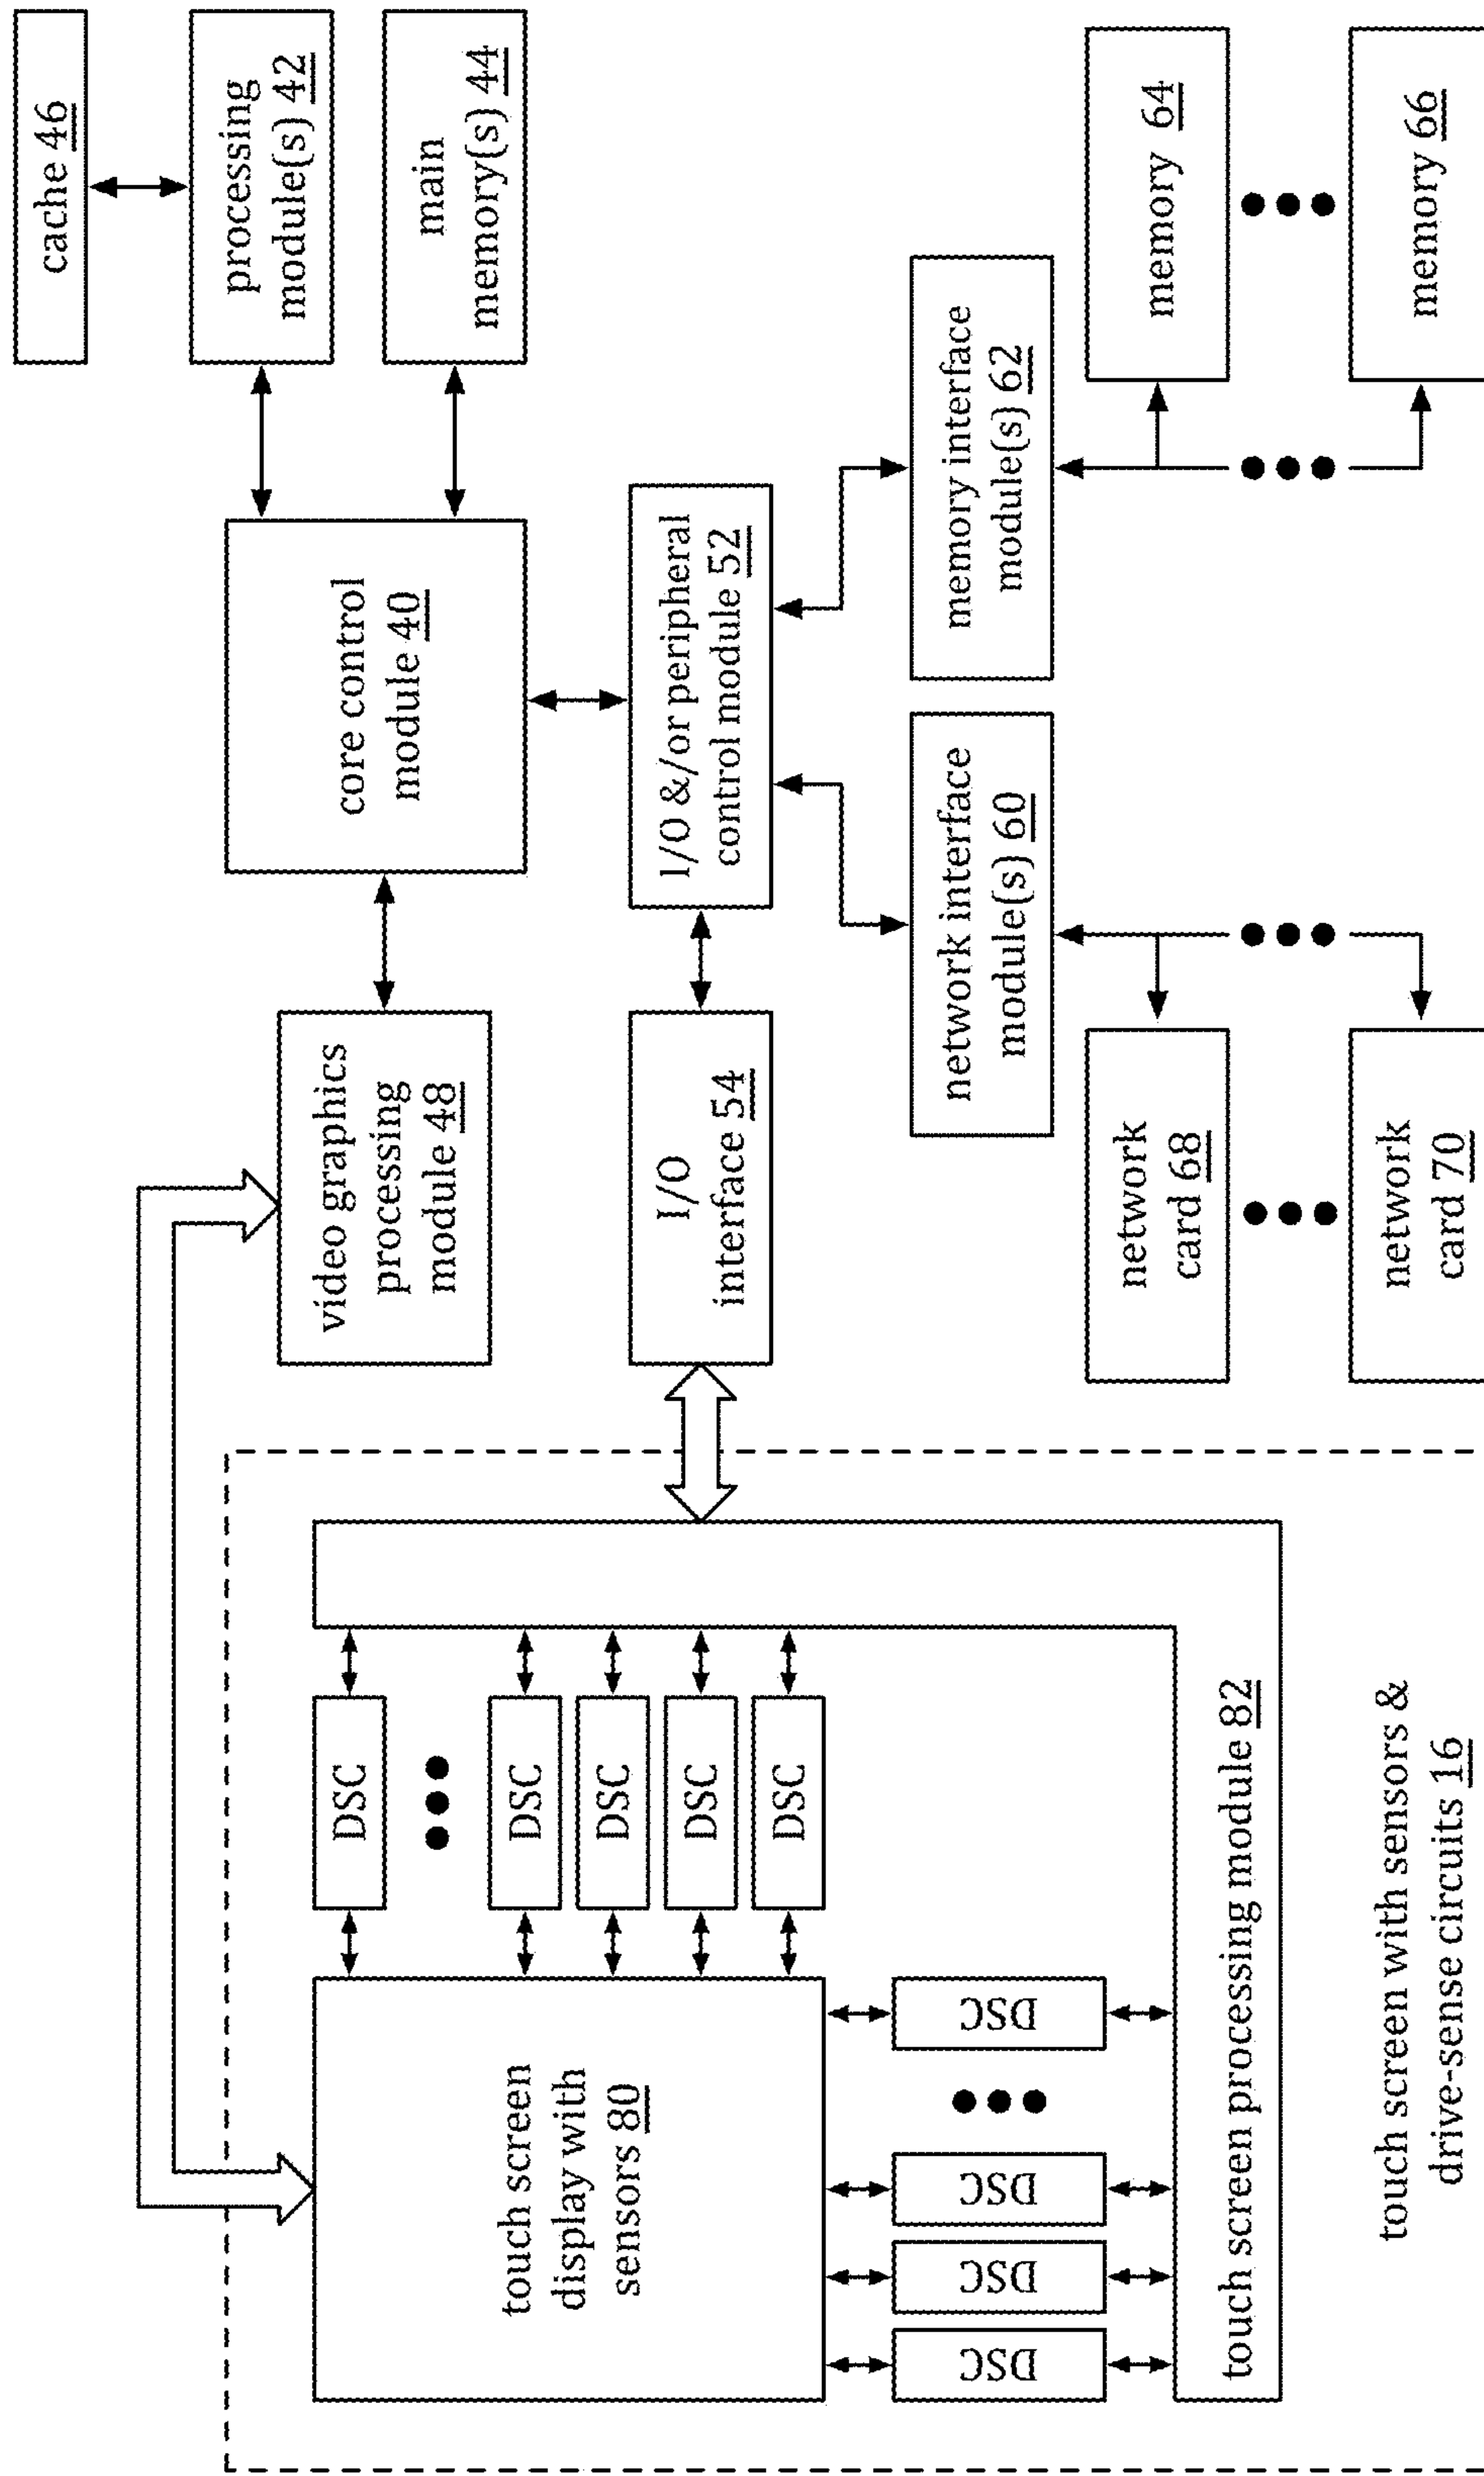 cache 46
processing
module(s) 42
main
memory(s) 44
core control
module 40
video graphics
processing
module 48
I/O &/or peripheral
control module 52
I/O
interface 54
memory interface
module(s) 62
network interface
module(s) 60
memory 64
memory 66
network
card 68
network
card 70
touch screen
display with
sensors 80
DSC
DSC
DSC
DSC
DSC
DSC
DSC
DSC
DSC
touch screen processing module 82
touch screen with sensors &
drive-sense circuits 16